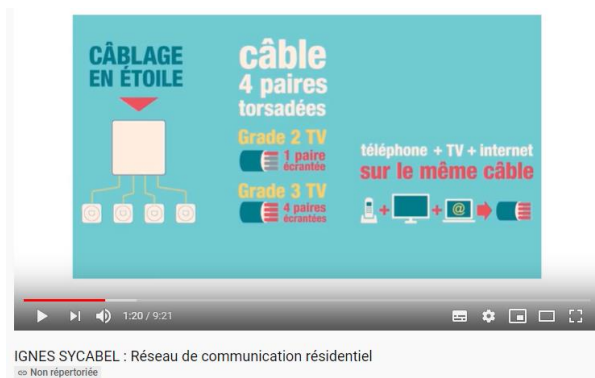 CÂBLAGE
EN ÉTOILE
câble
4 paires
torsadées
Grade 2 TV
1 paire
écrantée
Grade 3 TV
4 paires
écrantées
téléphone + TV + internet
sur le même câble
+ + @
1:20 / 9:21
IGNES SYCABEL : Réseau de communication résidentiel
Non répertoriée